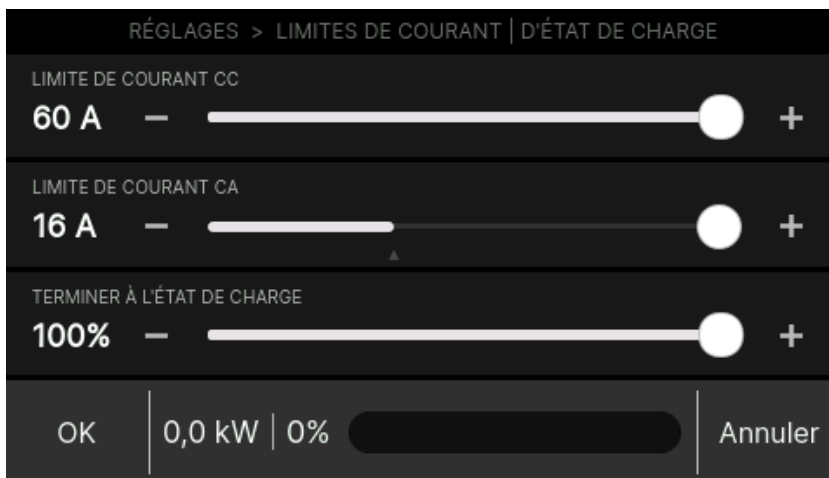 RÉGLAGES > LIMITES DE COURANT | D'ÉTAT DE CHARGE
LIMITE DE COURANT CC
60 A − +
LIMITE DE COURANT CA
16 A − +
TERMINER À L'ÉTAT DE CHARGE
100% − +
OK 0,0 kW | 0% Annuler